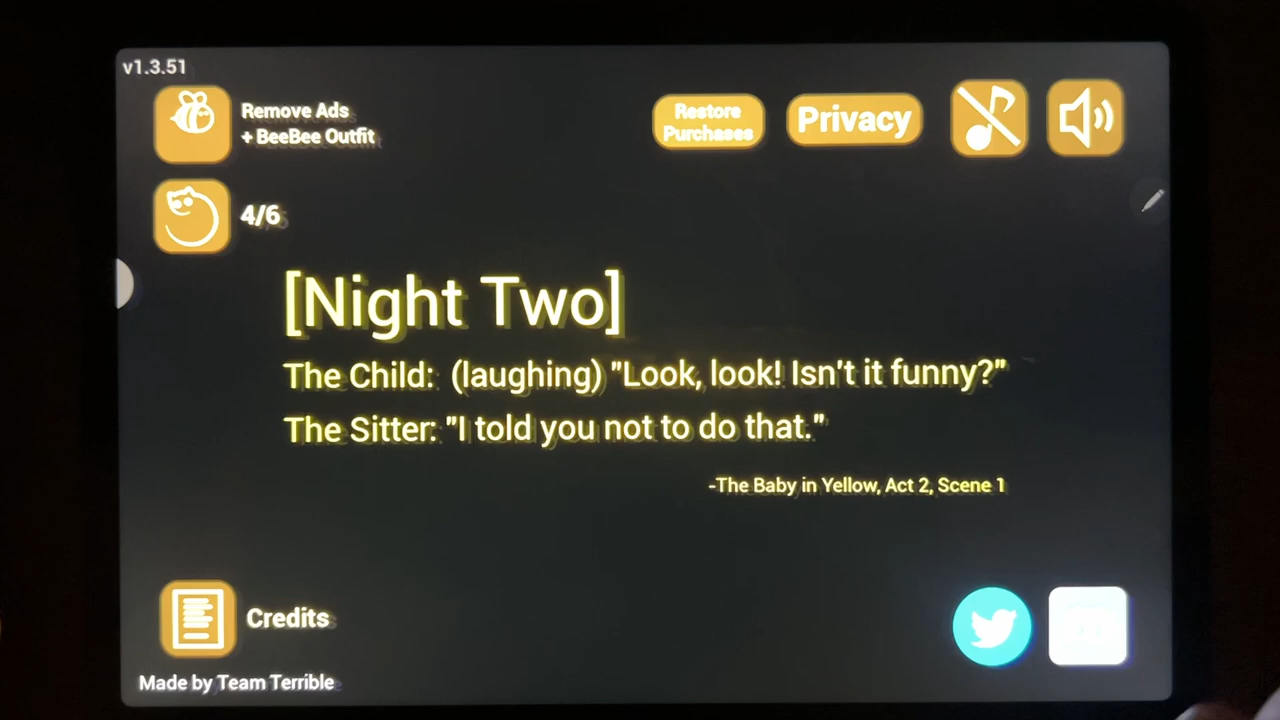 v1.3.51
Remove Ads
+ BeeBee Outfit
Restore
Purchases
Privacy
4/6
[Night Two]
The Child: (laughing) "Look, look! Isn't it funny?"
The Sitter: "I told you not to do that."
-The Baby in Yellow, Act 2, Scene 1
Credits
Made by Team Terrible